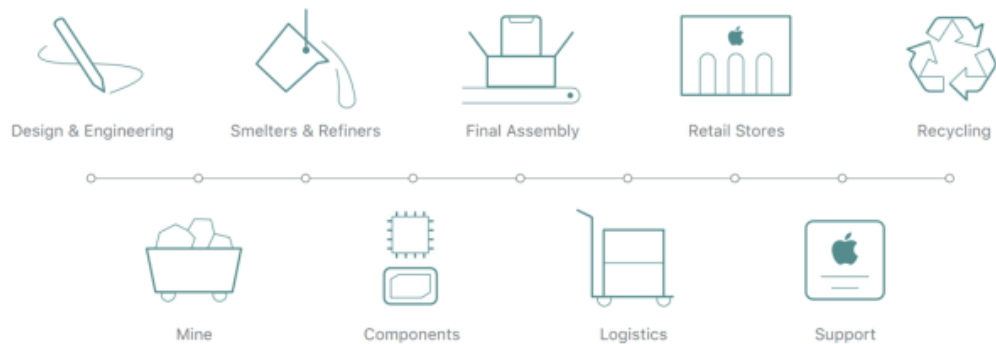 Design & Engineering
Smelters & Refiners
Final Assembly
Retail Stores
Recycling
Mine
Components
Logistics
Support